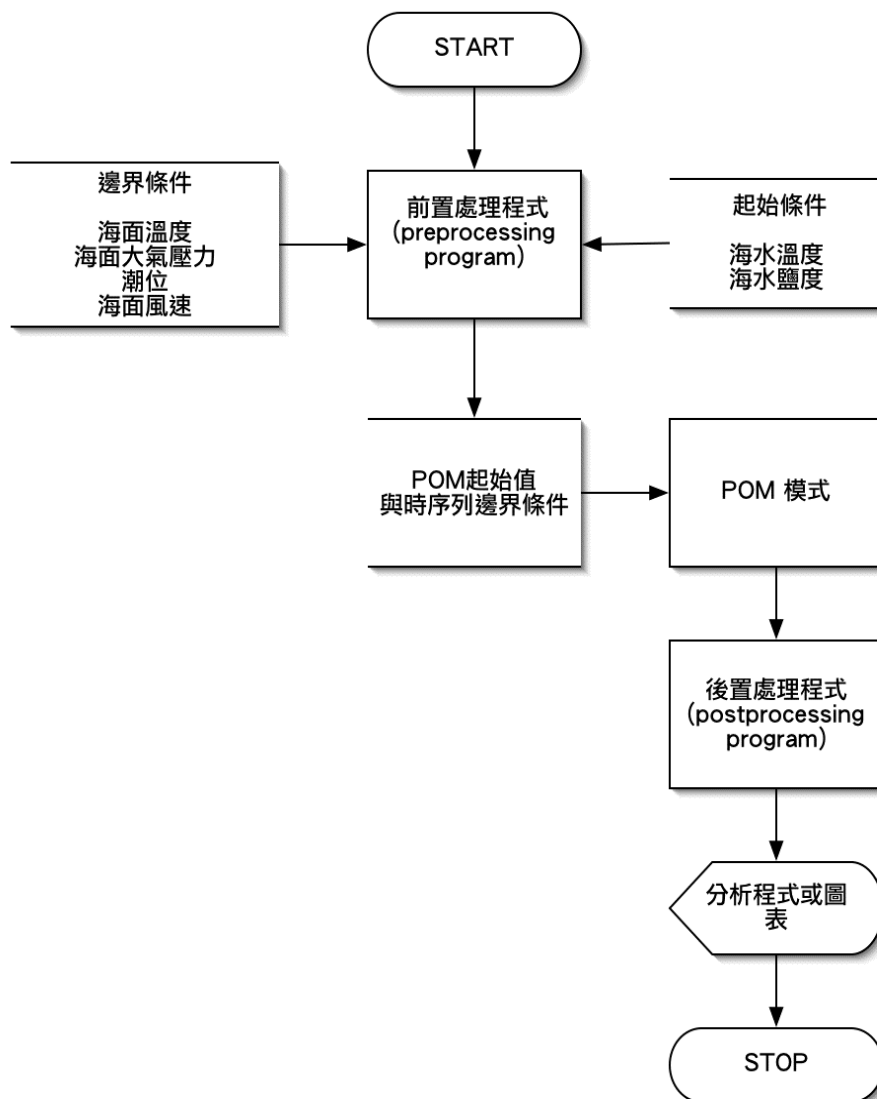 START
邊界條件
海面溫度
海面大氣壓力
潮位
海面風速
前置處理程式
(preprocessing
program)
起始條件
海水溫度
海水鹽度
POM起始值
與時序列邊界條件
POM 模式
後置處理程式
(postprocessing
program)
分析程式或圖
表
STOP